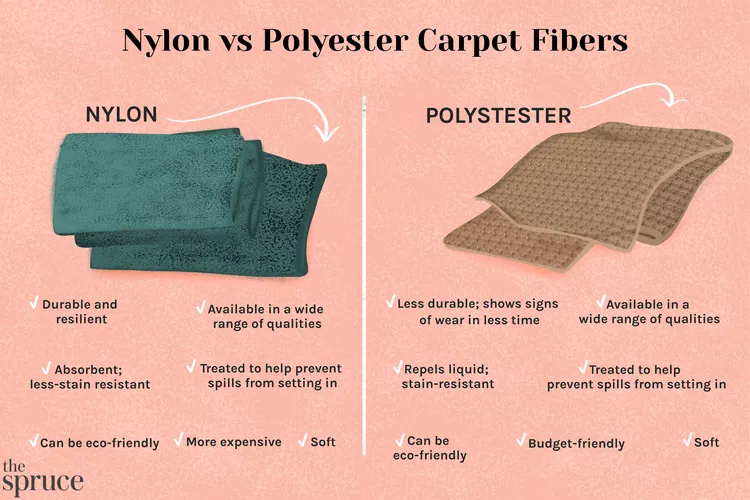 Nylon vs Polyester Carpet Fibers
NYLON
✓Durable and
resilient
✓Available in a wide
range of qualities
✓Absorbent;
less-stain resistant
✓Treated to help prevent
spills from setting in
✓Can be eco-friendly
✓More expensive
✓Soft
POLYSTESTER
✓Less durable; shows signs
of wear in less time
✓Available in a
wide range of qualities
✓Repels liquid;
stain-resistant
✓Treated to help
prevent spills from setting in
✓Can be
eco-friendly
✓Budget-friendly
✓Soft
the
spruce